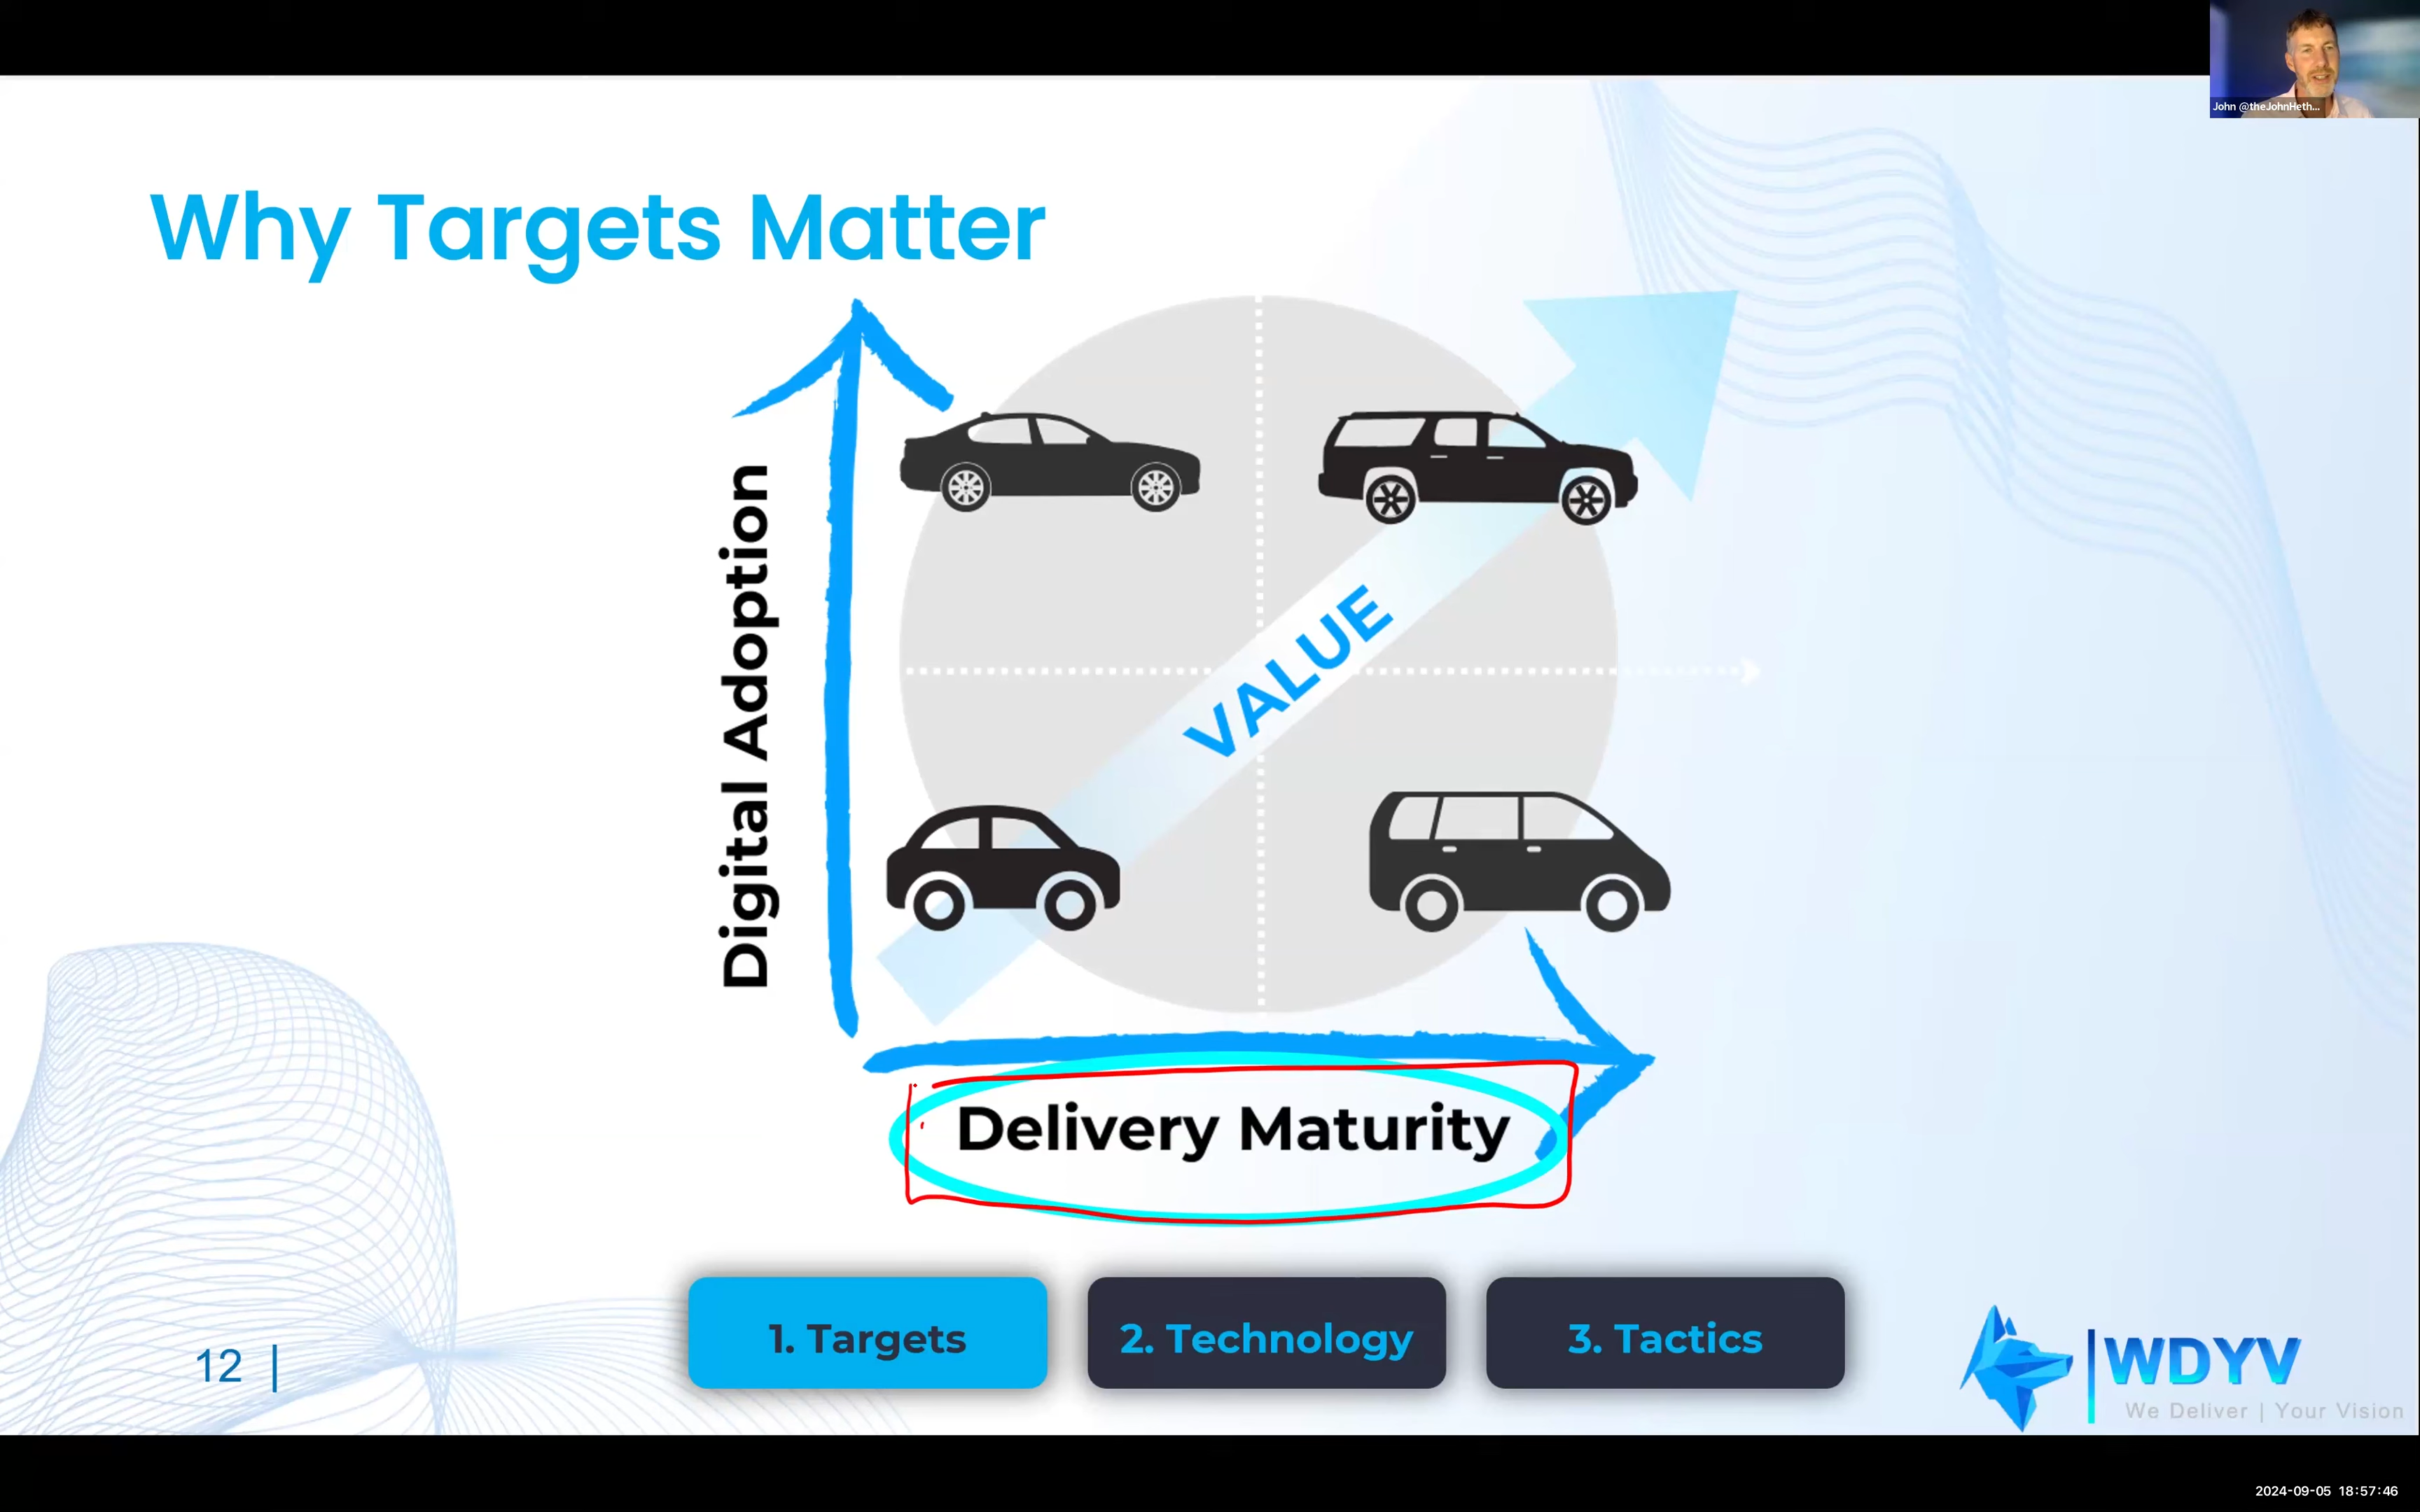 John @theJohnHeth...
Why Targets Matter
Digital Adoption
VALUE
Delivery Maturity
1. Targets
2. Technology
3. Tactics
12 |
WDYV
We Deliver | Your Vision
2024-09-05 18:57:46